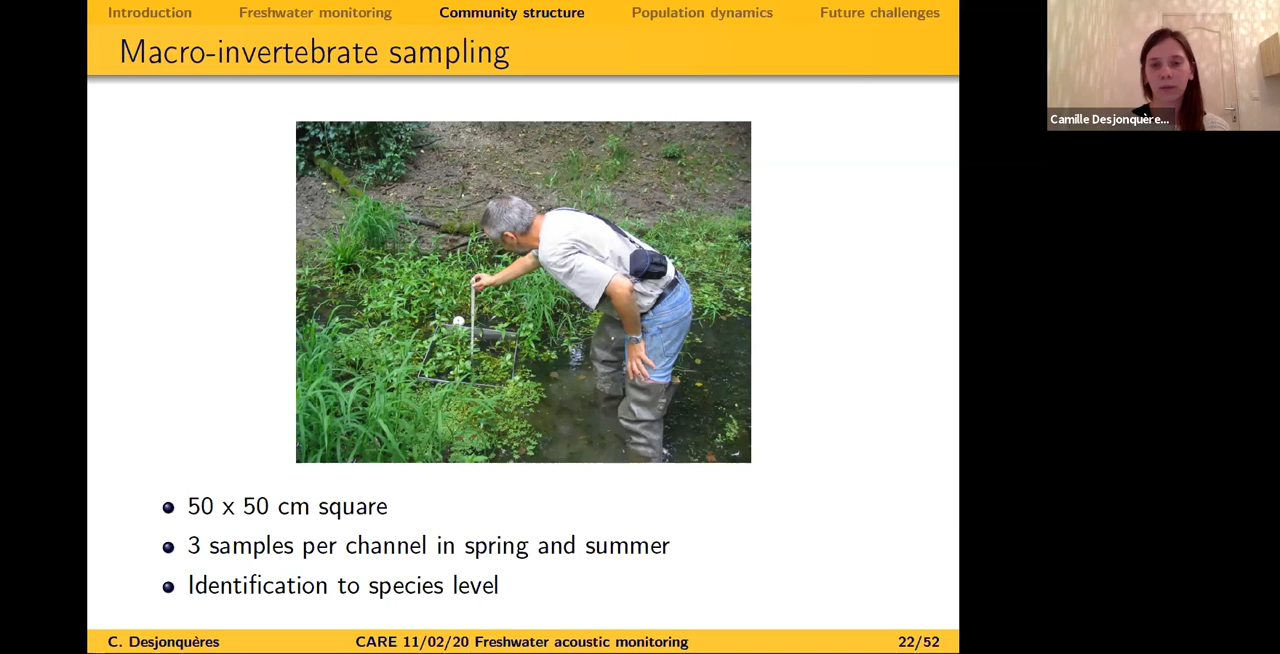 Introduction Freshwater monitoring Community structure Population dynamics Future challenges
Macro-invertebrate sampling
Camille Desjonquère...
50 x 50 cm square
3 samples per channel in spring and summer
Identification to species level
C. Desjonquères CARE 11/02/20 Freshwater acoustic monitoring 22/52